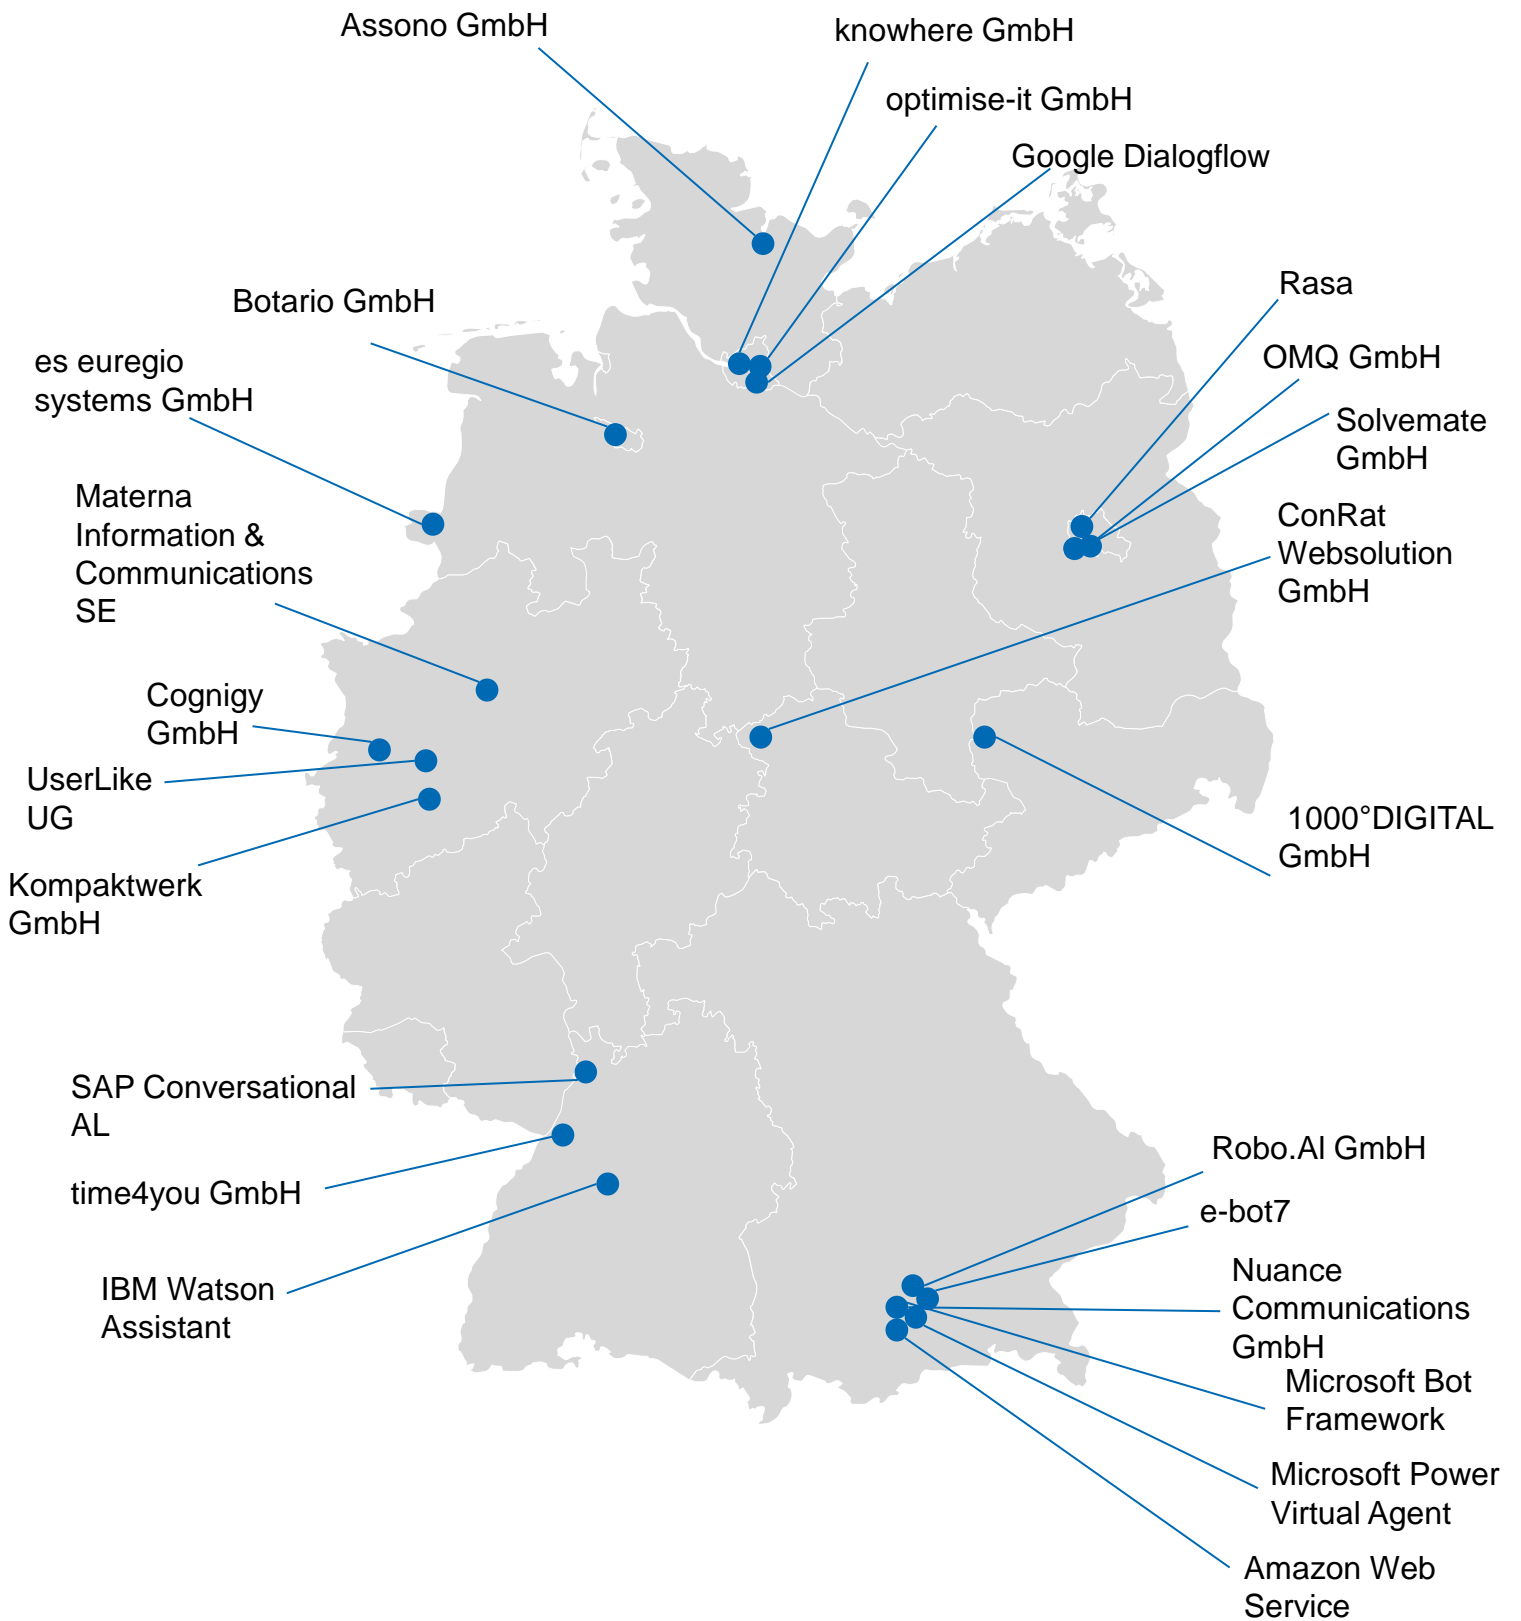 Assono GmbH
knowhere GmbH
optimise-it GmbH
Google Dialogflow
Botario GmbH
Rasa
es euregio
systems GmbH
OMQ GmbH
Solvemate
GmbH
Materna
Information &
Communications
SE
ConRat
Websolution
GmbH
Cognigy
GmbH
UserLike
UG
1000°DIGITAL
GmbH
Kompaktwerk
GmbH
SAP Conversational
AL
time4you GmbH
IBM Watson
Assistant
Robo.AI GmbH
e-bot7
Nuance
Communications
GmbH
Microsoft Bot
Framework
Microsoft Power
Virtual Agent
Amazon Web
Service